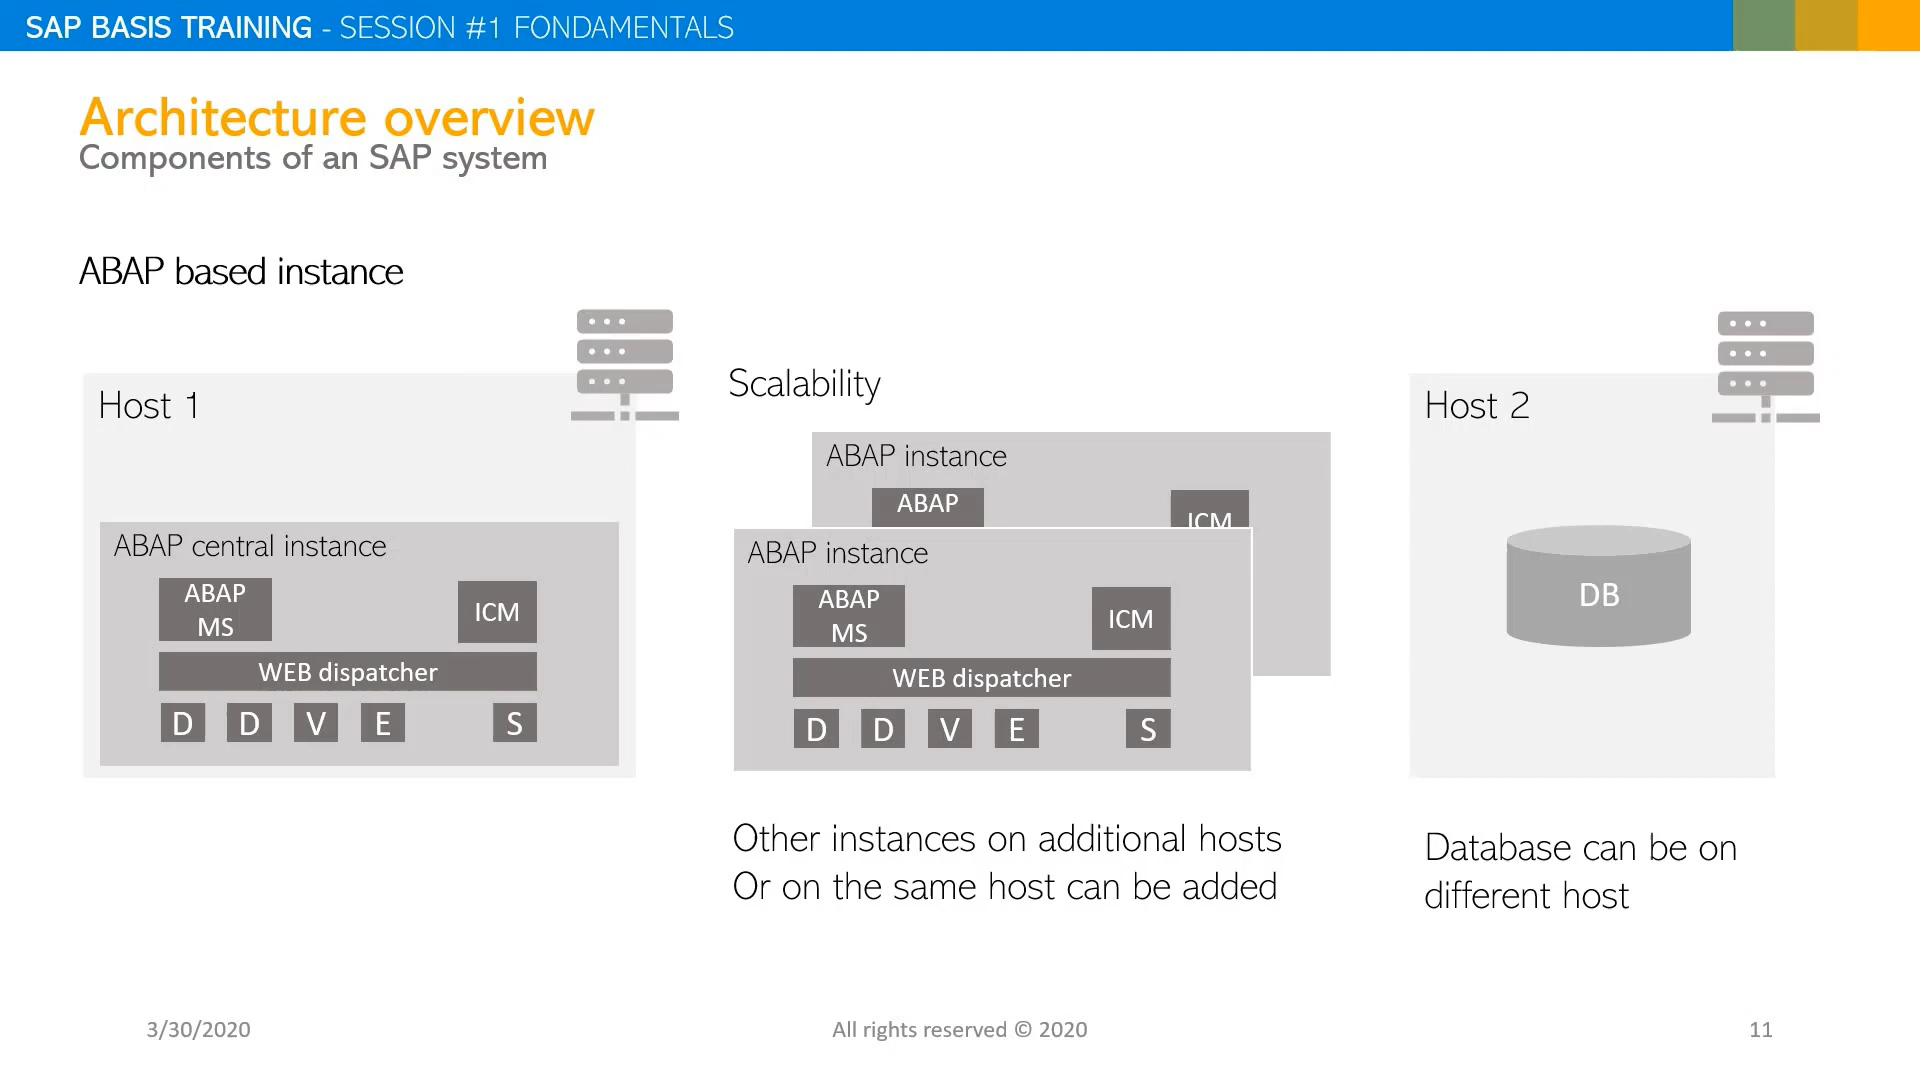 SAP BASIS TRAINING - SESSION #1 FONDAMENTALS
Architecture overview
Components of an SAP system
ABAP based instance
Host 1
ABAP central instance
ABAP
MS
ICM
WEB dispatcher
D D V E S
Scalability
ABAP instance
ABAP
ICM
ABAP instance
ABAP
MS
ICM
WEB dispatcher
D D V E S
Other instances on additional hosts
Or on the same host can be added
Host 2
DB
Database can be on
different host
3/30/2020
All rights reserved © 2020
11